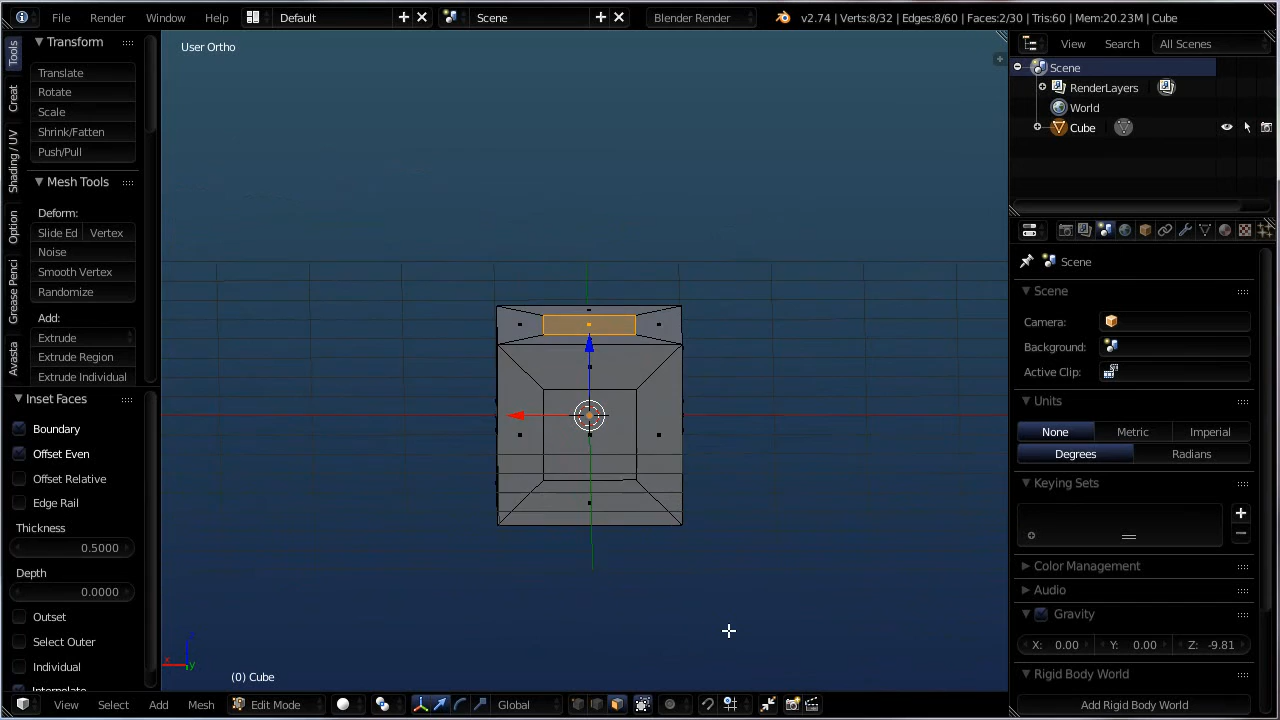 File Render Window Help Default Scene Blender Render v2.74 | Verts:8/32 | Edges:8/60 | Faces:2/30 | Tris:60 | Mem:20.23M | Cube
Tools
Creat
Shading / UV
Option
Grease Penci
Avasta
Transform
Translate
Rotate
Scale
Shrink/Fatten
Push/Pull
Mesh Tools
Deform:
Slide Ed Vertex
Noise
Smooth Vertex
Randomize
Add:
Extrude
Extrude Region
Extrude Individual
Inset Faces
Boundary
Offset Even
Offset Relative
Edge Rail
Thickness
0.5000
Depth
0.0000
Outset
Select Outer
Individual
Interpolate
User Ortho
x
y
(0) Cube
View Select Add Mesh Edit Mode Global
View Search All Scenes
Scene
RenderLayers
World
Cube
Scene
Scene
Camera:
Background:
Active Clip:
Units
None Metric Imperial
Degrees Radians
Keying Sets
Color Management
Audio
Gravity
X: 0.00 Y: 0.00 Z: -9.81
Rigid Body World
Add Rigid Body World